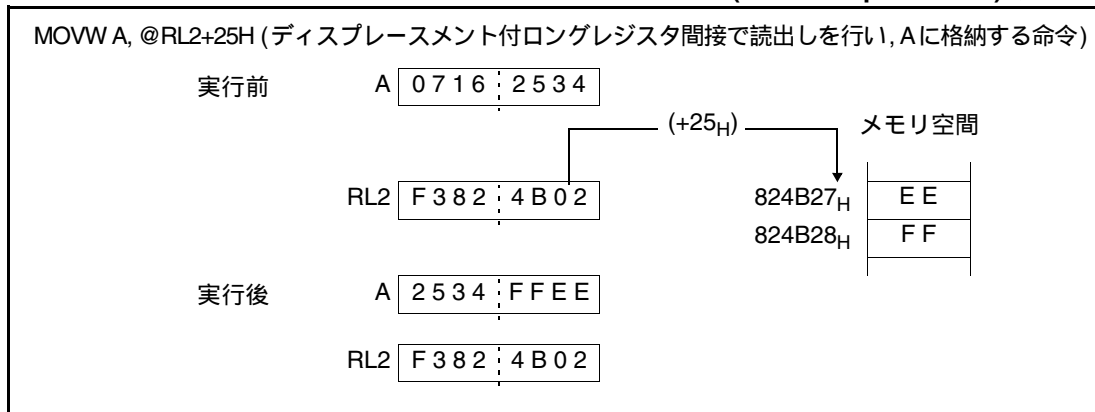 MOVW A, @RL2+25H (ディスプレースメント付ロングレジスタ間接で読出しを行い, Aに格納する命令)
実行前 A 0716 2534
(+25H) メモリ空間
RL2 F382 4B02 824B27H EE
824B28H FF
実行後 A 2534 FFEE
RL2 F382 4B02